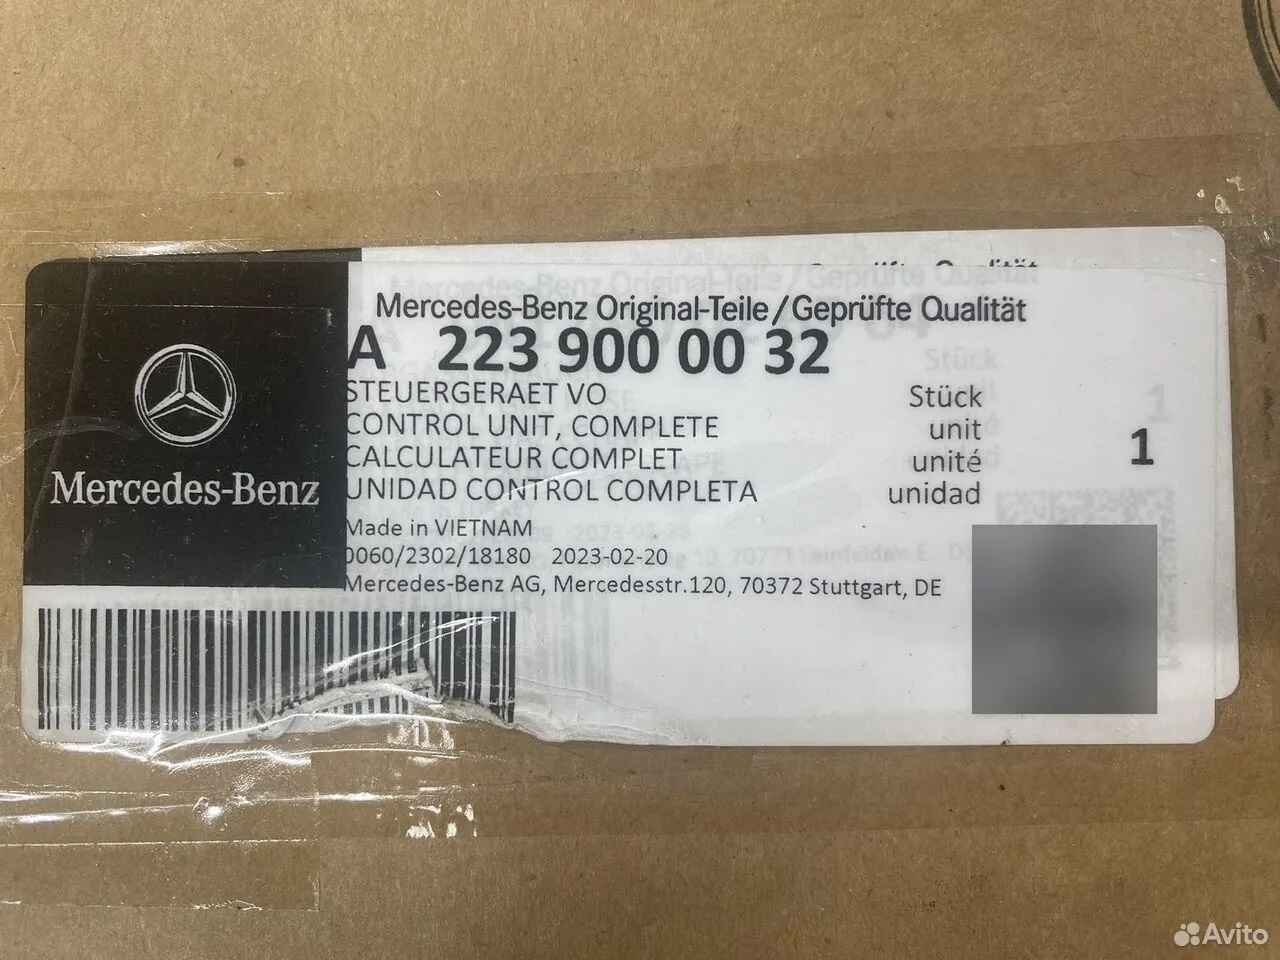 Mercedes-Benz Original-Teile/Geprüfte Qualität
A 223 900 00 32
STEUERGERAET VO Stück
CONTROL UNIT, COMPLETE unit
CALCULATEUR COMPLET unité 1
UNIDAD CONTROL COMPLETA unidad
Made in VIETNAM
0060/2302/18180 2023-02-20
Mercedes-Benz AG, Mercedesstr.120, 70372 Stuttgart, DE
Mercedes-Benz
Avito